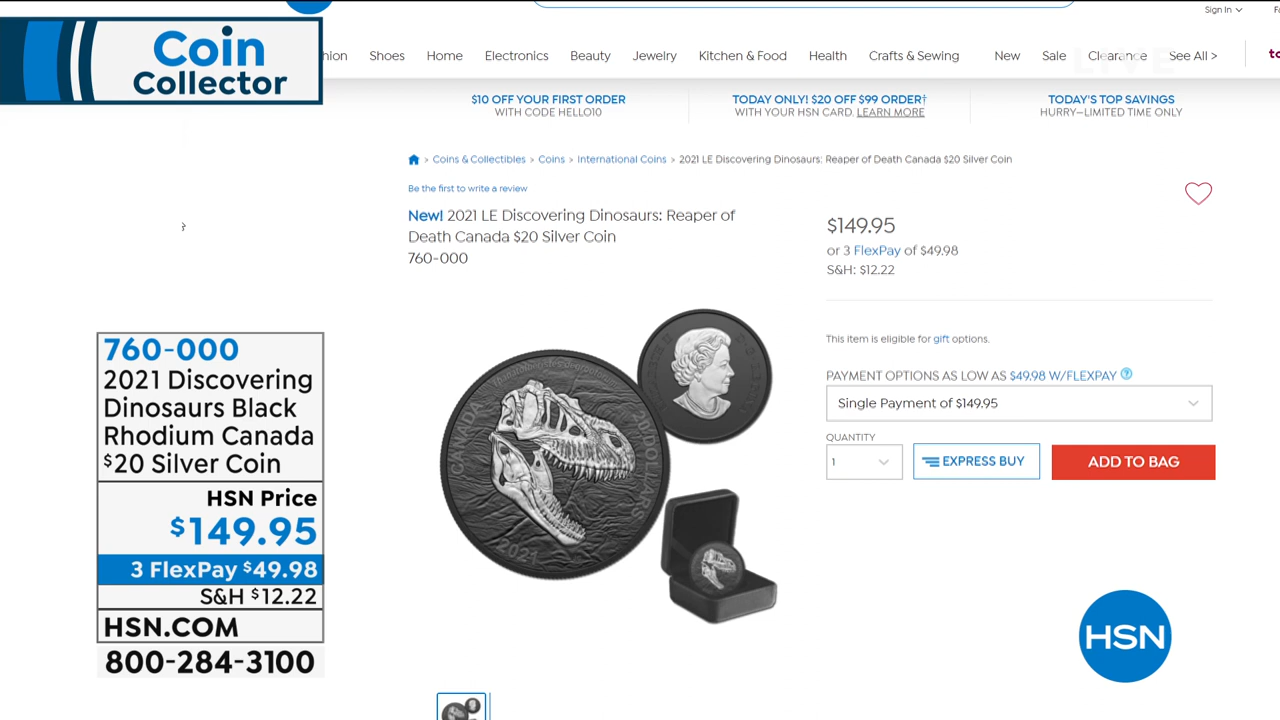 Sign In
Coin
Collector
Shoes
Home
Electronics
Beauty
Jewelry
Kitchen & Food
Health
Crafts & Sewing
New
Sale
Clearance
See All >
LIVE
$10 OFF YOUR FIRST ORDER
WITH CODE HELLO10
TODAY ONLY! $20 OFF $99 ORDER†
WITH YOUR HSN CARD. LEARN MORE
TODAY'S TOP SAVINGS
HURRY—LIMITED TIME ONLY
> Coins & Collectibles > Coins > International Coins > 2021 LE Discovering Dinosaurs: Reaper of Death Canada $20 Silver Coin
Be the first to write a review
New! 2021 LE Discovering Dinosaurs: Reaper of
Death Canada $20 Silver Coin
760-000
$149.95
or 3 FlexPay of $49.98
S&H: $12.22
This item is eligible for gift options.
PAYMENT OPTIONS AS LOW AS $49.98 W/FLEXPAY ?
Single Payment of $149.95
QUANTITY
1
EXPRESS BUY
ADD TO BAG
CANADA
20 DOLLARS
2021
760-000
2021 Discovering
Dinosaurs Black
Rhodium Canada
$20 Silver Coin
HSN Price
$149.95
3 FlexPay $49.98
S&H $12.22
HSN.COM
800-284-3100
HSN